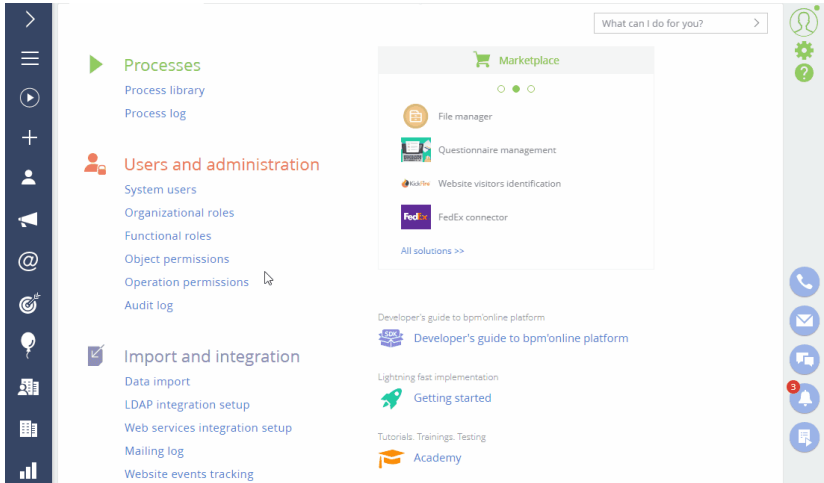 What can I do for you?
Processes
Process library
Process log
Users and administration
System users
Organizational roles
Functional roles
Object permissions
Operation permissions
Audit log
Import and integration
Data import
LDAP integration setup
Web services integration setup
Mailing log
Website events tracking
Marketplace
File manager
Questionnaire management
Website visitors identification
FedEx
FedEx connector
All solutions >>
Developer's guide to bpm'online platform
SDK
Developer's guide to bpm'online platform
Lightning fast implementation
Getting started
Tutorials. Trainings. Testing
Academy
3